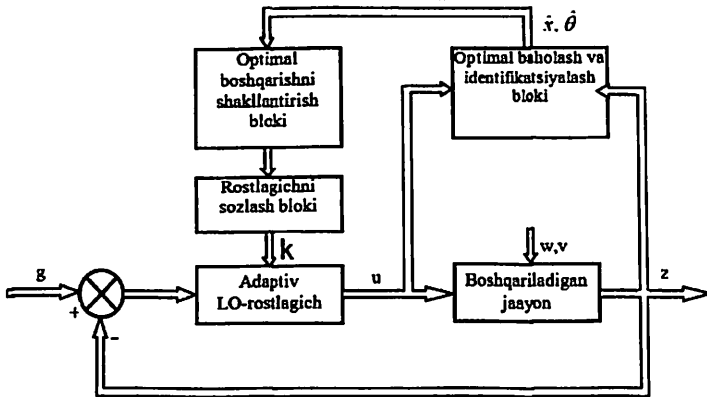 x̂, θ̂
Optimal
boshqarishni
shakllantirish
bloki
Optimal baholash va
identifikatsiyalash
bloki
Rostlagichni
sozlash bloki
k
w,v
g
+
-
Adaptiv
LO-rostlagich
u
Boshqariladigan
jaayon
z